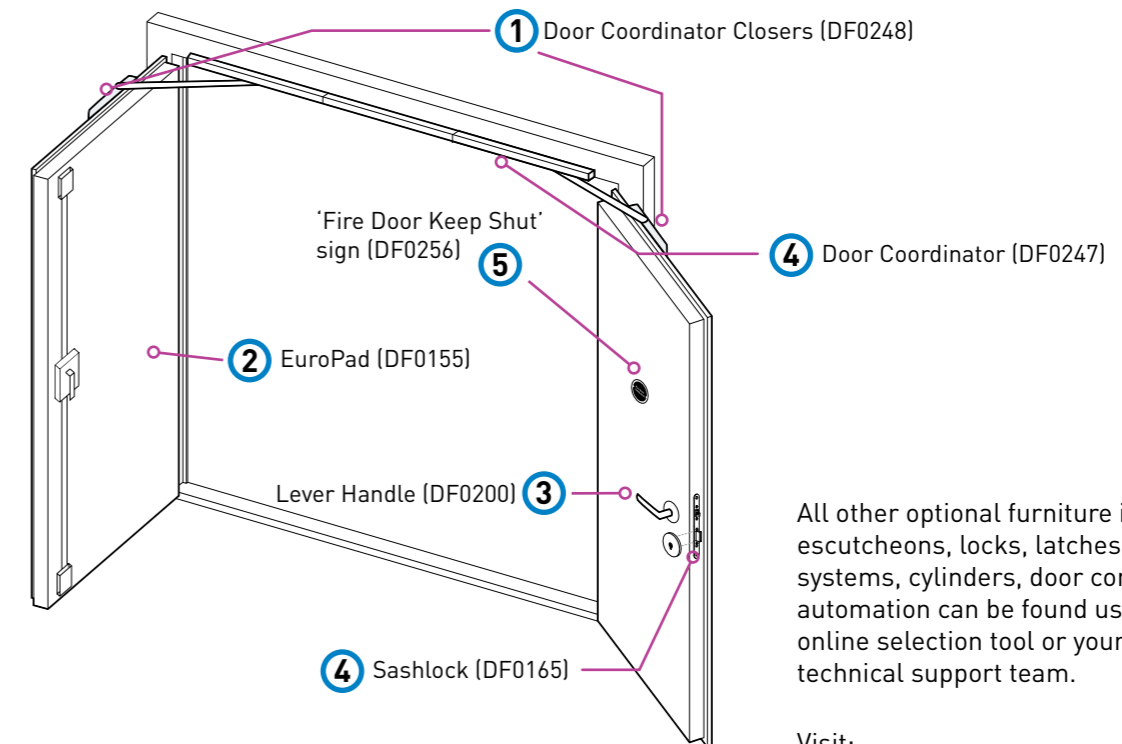 1 Door Coordinator Closers (DF0248)
'Fire Door Keep Shut'
sign (DF0256)
5
4 Door Coordinator (DF0247)
2 EuroPad (DF0155)
Lever Handle (DF0200) 3
4 Sashlock (DF0165)
All other optional furniture
escutcheons, locks, latches
systems, cylinders, door
automation can be found
online selection tool or your
technical support team.
Visit: